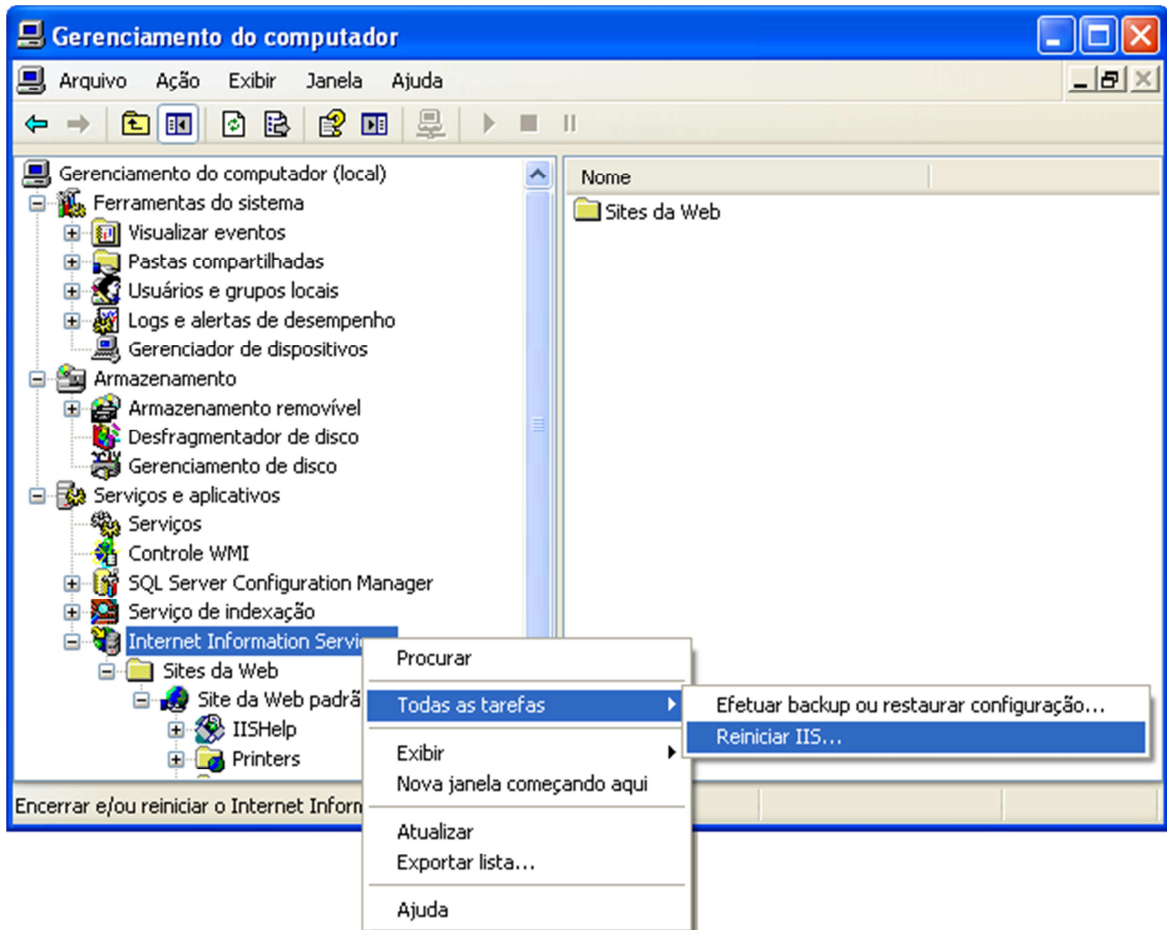 Gerenciamento do computador
Arquivo Ação Exibir Janela Ajuda
Gerenciamento do computador (local)
Ferramentas do sistema
Visualizar eventos
Pastas compartilhadas
Usuários e grupos locais
Logs e alertas de desempenho
Gerenciador de dispositivos
Armazenamento
Armazenamento removível
Desfragmentador de disco
Gerenciamento de disco
Serviços e aplicativos
Serviços
Controle WMI
SQL Server Configuration Manager
Serviço de indexação
Internet Information Servi
Sites da Web
Site da Web padrã
IISHelp
Printers
Nome
Sites da Web
Procurar
Todas as tarefas
Exibir
Nova janela começando aqui
Atualizar
Exportar lista...
Ajuda
Efetuar backup ou restaurar configuração...
Reiniciar IIS...
Encerrar e/ou reiniciar o Internet Inform